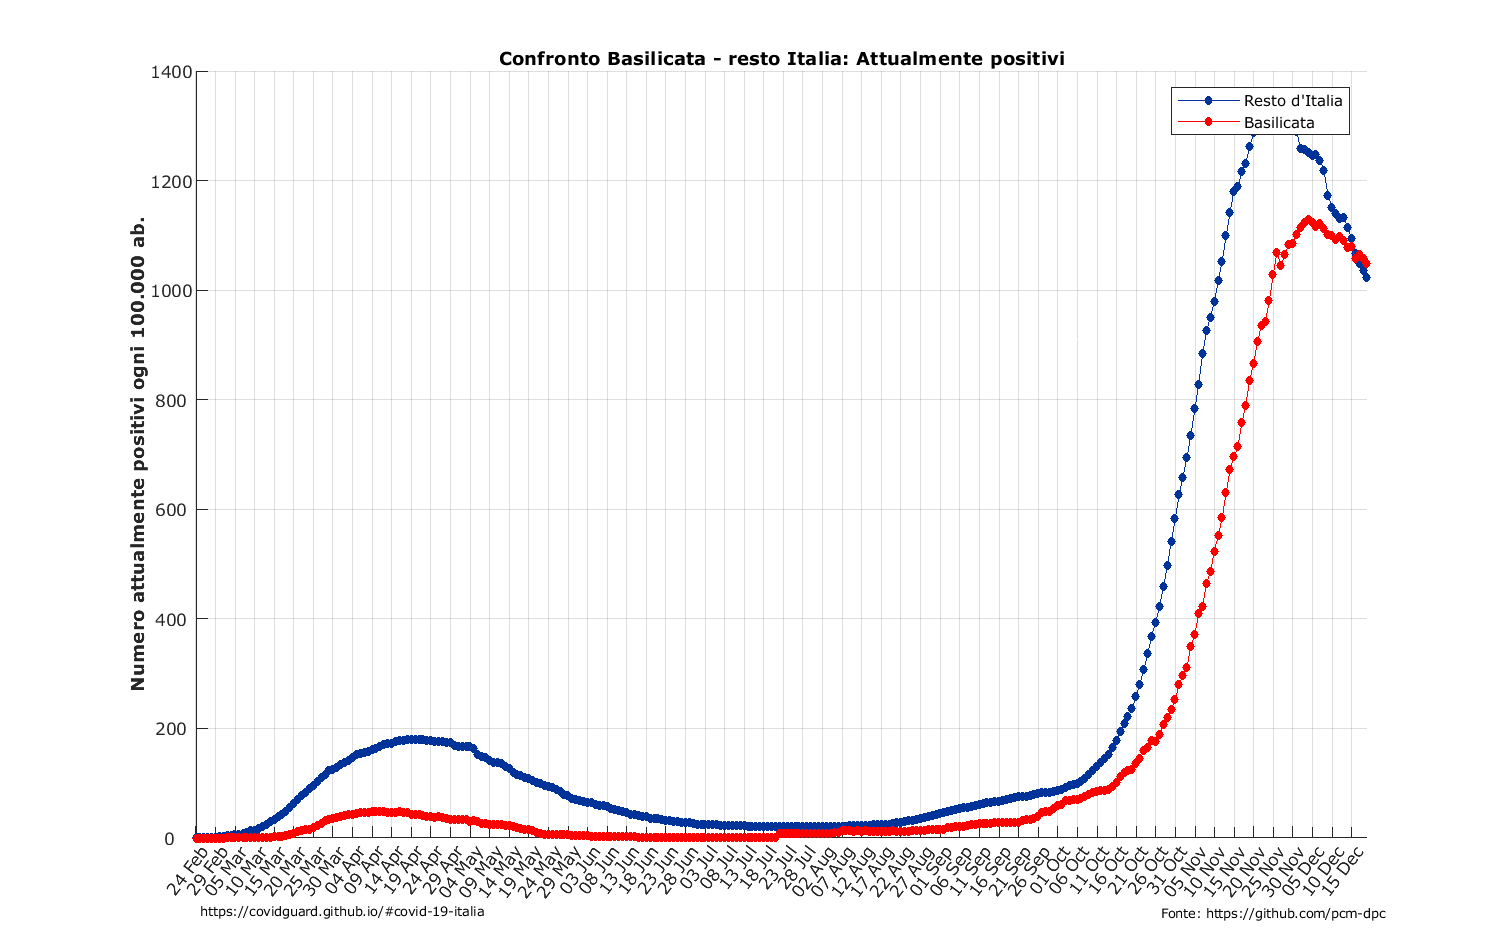 Confronto Basilicata - resto Italia: Attualmente positivi
Numero attualmente positivi ogni 100.000 ab.
1400
1200
1000
800
600
400
200
0
Resto d'Italia
Basilicata
24 Feb
29 Feb
05 Mar
10 Mar
15 Mar
20 Mar
25 Mar
30 Mar
04 Apr
09 Apr
14 Apr
19 Apr
24 Apr
29 Apr
04 May
09 May
14 May
19 May
24 May
29 May
03 Jun
08 Jun
13 Jun
18 Jun
23 Jun
28 Jun
03 Jul
08 Jul
13 Jul
18 Jul
23 Jul
28 Jul
02 Aug
07 Aug
12 Aug
17 Aug
22 Aug
27 Aug
01 Sep
06 Sep
11 Sep
16 Sep
21 Sep
26 Sep
01 Oct
06 Oct
11 Oct
16 Oct
21 Oct
26 Oct
31 Oct
05 Nov
10 Nov
15 Nov
20 Nov
25 Nov
30 Nov
05 Dec
10 Dec
15 Dec
https://covidguard.github.io/#covid-19-italia
Fonte: https://github.com/pcm-dpc